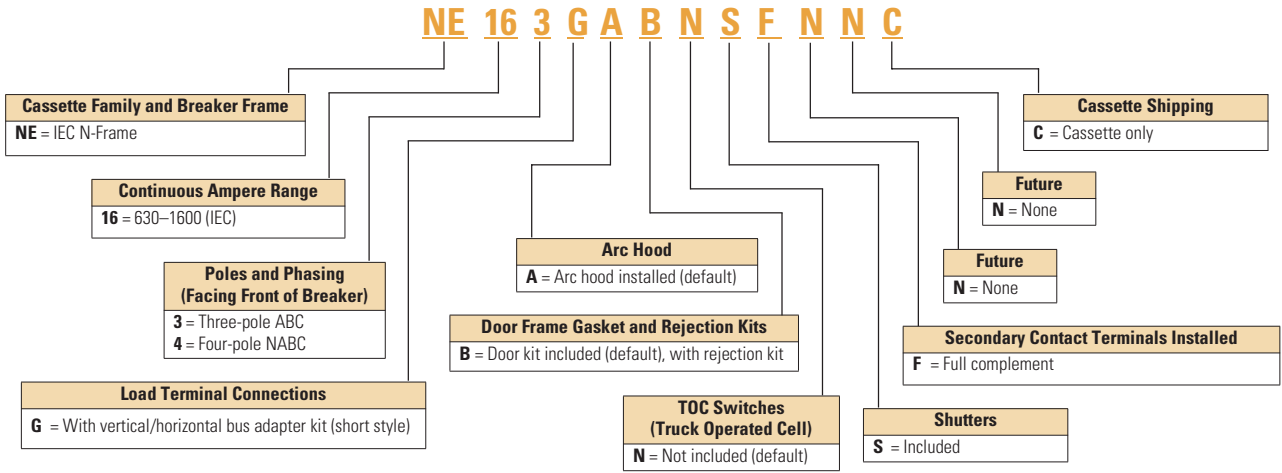 NE 16 3 G A B N S F N N C
Cassette Family and Breaker Frame
NE = IEC N-Frame
Continuous Ampere Range
16 = 630–1600 (IEC)
Poles and Phasing
(Facing Front of Breaker)
3 = Three-pole ABC
4 = Four-pole NABC
Load Terminal Connections
G = With vertical/horizontal bus adapter kit (short style)
Arc Hood
A = Arc hood installed (default)
Door Frame Gasket and Rejection Kits
B = Door kit included (default), with rejection kit
TOC Switches
(Truck Operated Cell)
N = Not included (default)
Shutters
S = Included
Secondary Contact Terminals Installed
F = Full complement
Future
N = None
Future
N = None
Cassette Shipping
C = Cassette only